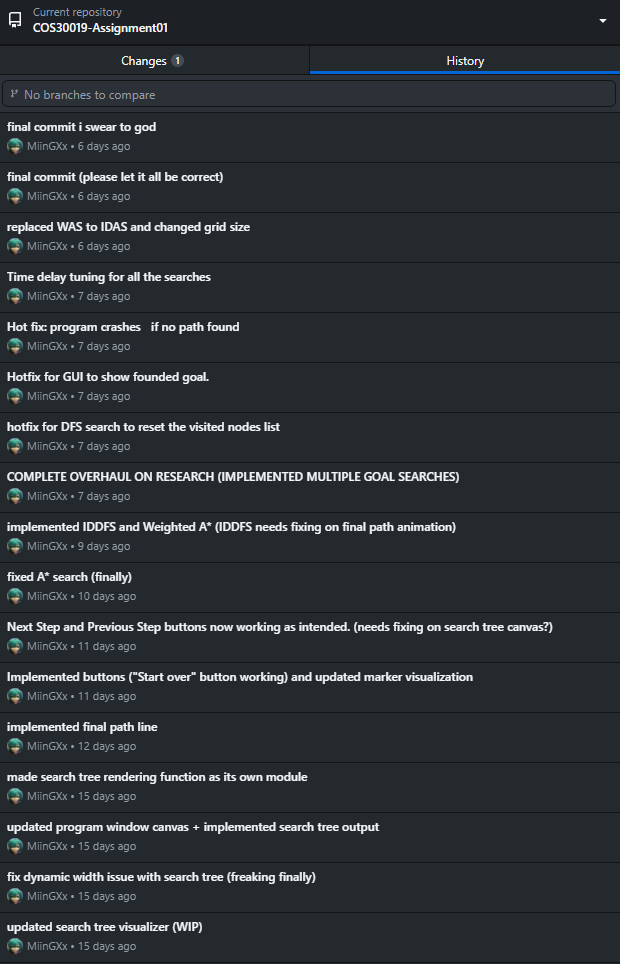 Current repository
COS30019-Assignment01
Changes 1
History
No branches to compare
final commit i swear to god
MiinGXx • 6 days ago
final commit (please let it all be correct)
MiinGXx • 6 days ago
replaced WAS to IDAS and changed grid size
MiinGXx • 6 days ago
Time delay tuning for all the searches
MiinGXx • 7 days ago
Hot fix: program crashes  if no path found
MiinGXx • 7 days ago
Hotfix for GUI to show founded goal.
MiinGXx • 7 days ago
hotfix for DFS search to reset the visited nodes list
MiinGXx • 7 days ago
COMPLETE OVERHAUL ON RESEARCH (IMPLEMENTED MULTIPLE GOAL SEARCHES)
MiinGXx • 7 days ago
implemented IDDFS and Weighted A* (IDDFS needs fixing on final path animation)
MiinGXx • 9 days ago
fixed A* search (finally)
MiinGXx • 10 days ago
Next Step and Previous Step buttons now working as intended. (needs fixing on search tree canvas?)
MiinGXx • 11 days ago
Implemented buttons ("Start over" button working) and updated marker visualization
MiinGXx • 11 days ago
implemented final path line
MiinGXx • 12 days ago
made search tree rendering function as its own module
MiinGXx • 15 days ago
updated program window canvas + implemented search tree output
MiinGXx • 15 days ago
fix dynamic width issue with search tree (freaking finally)
MiinGXx • 15 days ago
updated search tree visualizer (WIP)
MiinGXx • 15 days ago